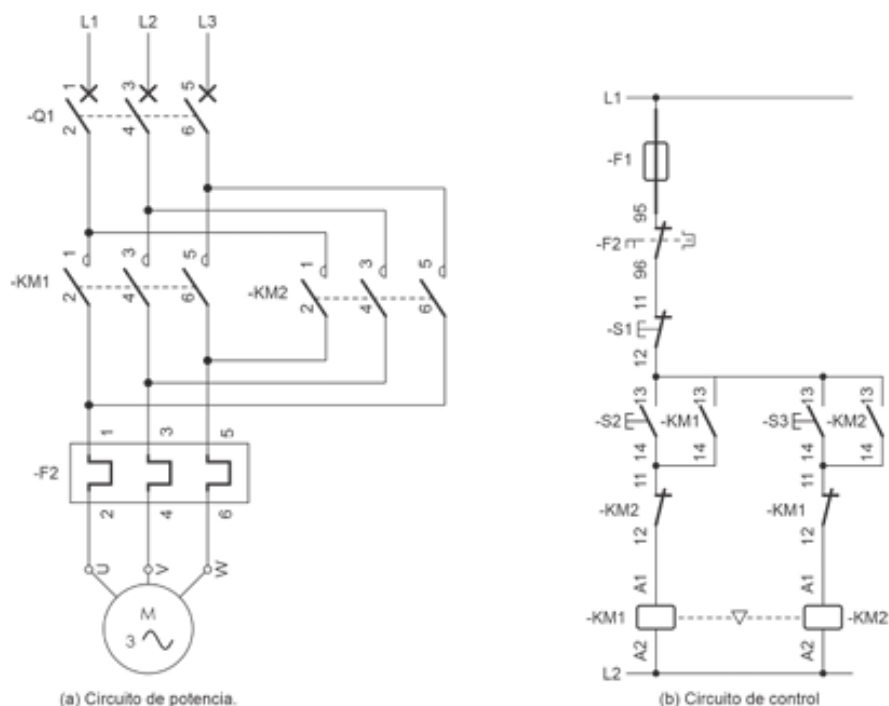 L1 L2 L3
1 3 5
-Q1
2 4 6
1 3 5
-KM1
2 4 6
1 3 5
-KM2
2 4 6
1 3 5
-F2
2 4 6
U V W
M
3
(a) Circuito de potencia.
L1
-F1
95
-F2
96
11
-S1
12
13 13 13 13
-S2 -KM1 -S3 -KM2
14 14 14 14
11 11
-KM2 -KM1
12 12
A1 A1
-KM1 -KM2
A2 A2
L2
(b) Circuito de control